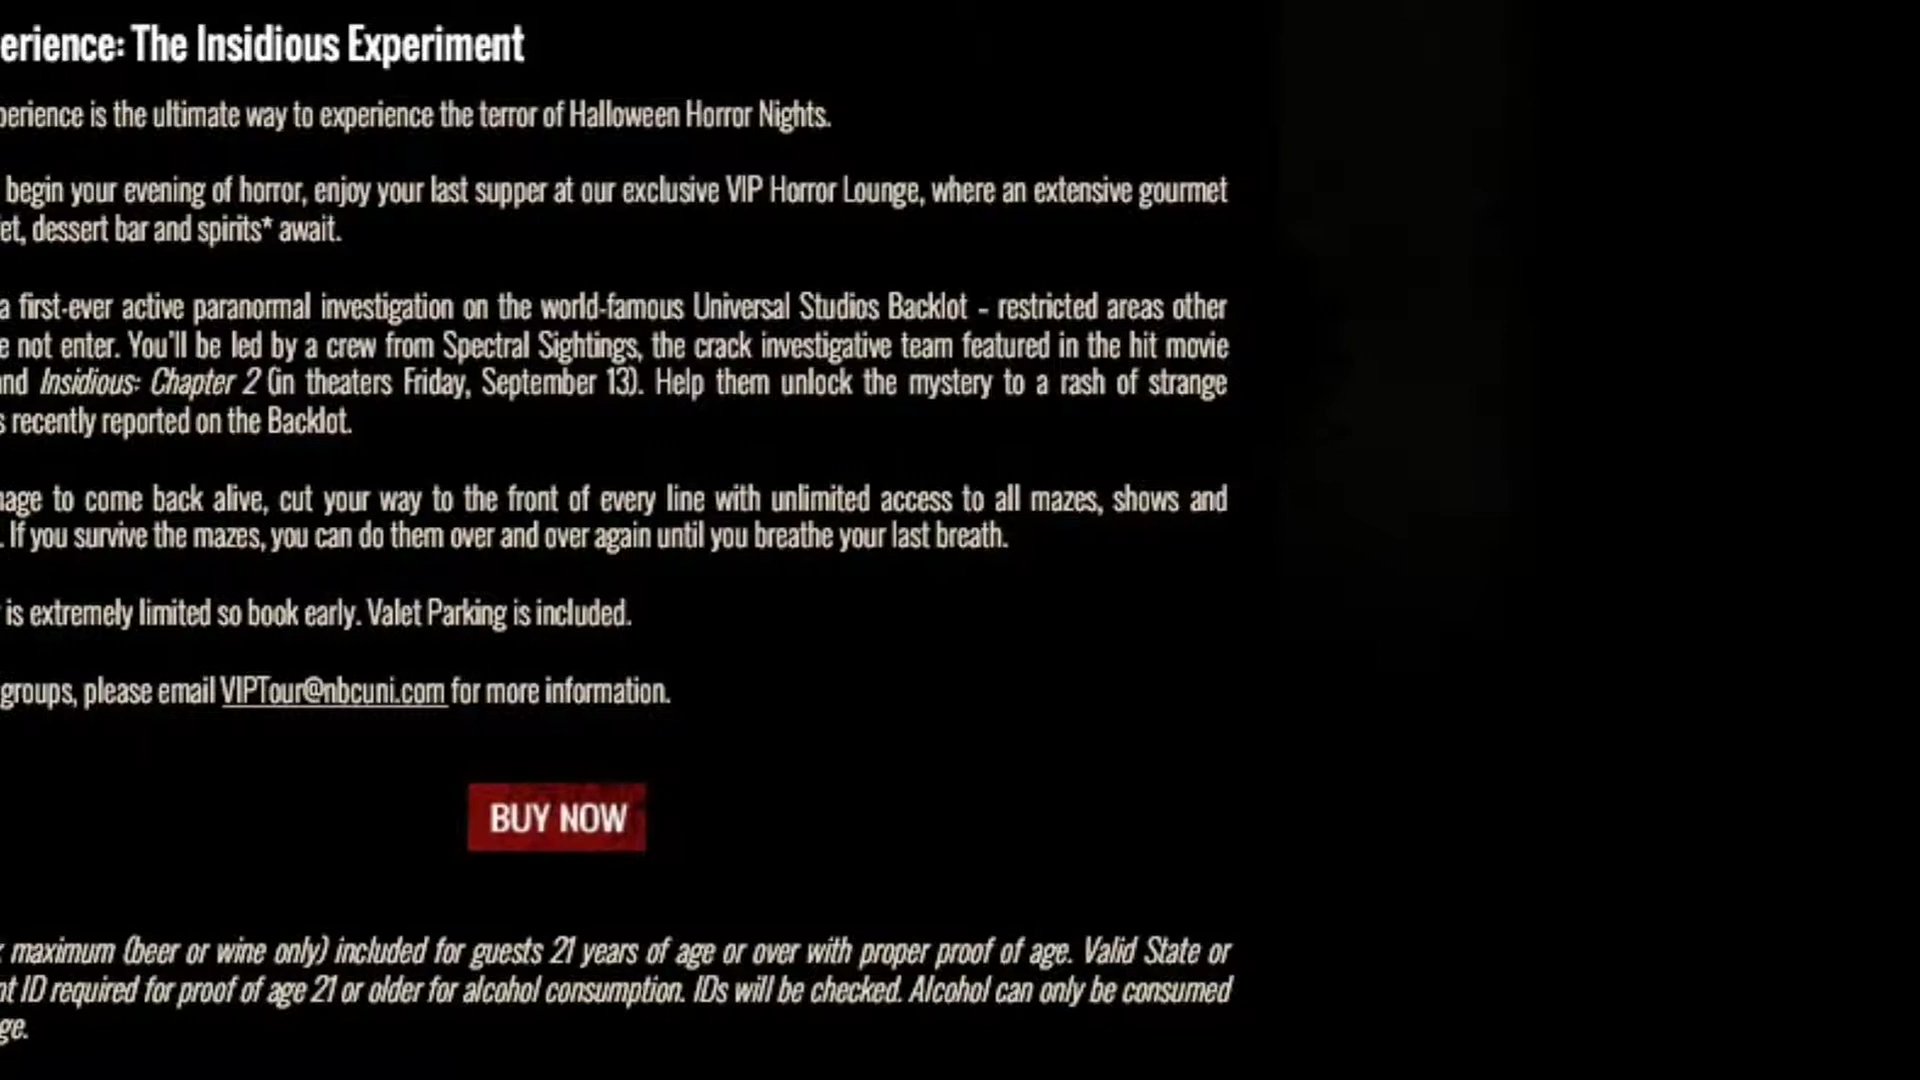 erience: The Insidious Experiment
perience is the ultimate way to experience the terror of Halloween Horror Nights.
begin your evening of horror, enjoy your last supper at our exclusive VIP Horror Lounge, where an extensive gourmet
et, dessert bar and spirits* await.
a first-ever active paranormal investigation on the world-famous Universal Studios Backlot - restricted areas other
e not enter. You'll be led by a crew from Spectral Sightings, the crack investigative team featured in the hit movie
nd Insidious: Chapter 2 (in theaters Friday, September 13). Help them unlock the mystery to a rash of strange
s recently reported on the Backlot.
nage to come back alive, cut your way to the front of every line with unlimited access to all mazes, shows and
. If you survive the mazes, you can do them over and over again until you breathe your last breath.
is extremely limited so book early. Valet Parking is included.
groups, please email VIPTour@nbcuni.com for more information.
BUY NOW
maximum (beer or wine only) included for guests 21 years of age or over with proper proof of age. Valid State or
nt ID required for proof of age 21 or older for alcohol consumption. IDs will be checked. Alcohol can only be consumed
ge.